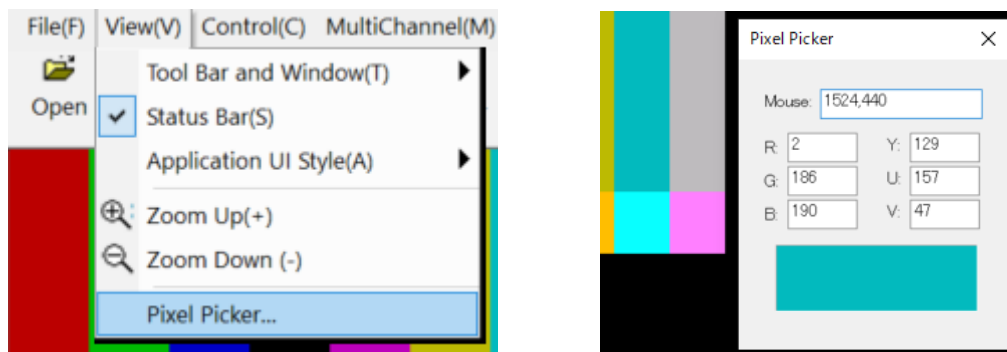 File(F) View(V) Control(C) MultiChannel(M)
Open
Tool Bar and Window(T)
Status Bar(S)
Application UI Style(A)
Zoom Up(+)
Zoom Down (-)
Pixel Picker...
Pixel Picker
Mouse: 1524,440
R: 2 Y: 129
G: 186 U: 157
B: 190 V: 47